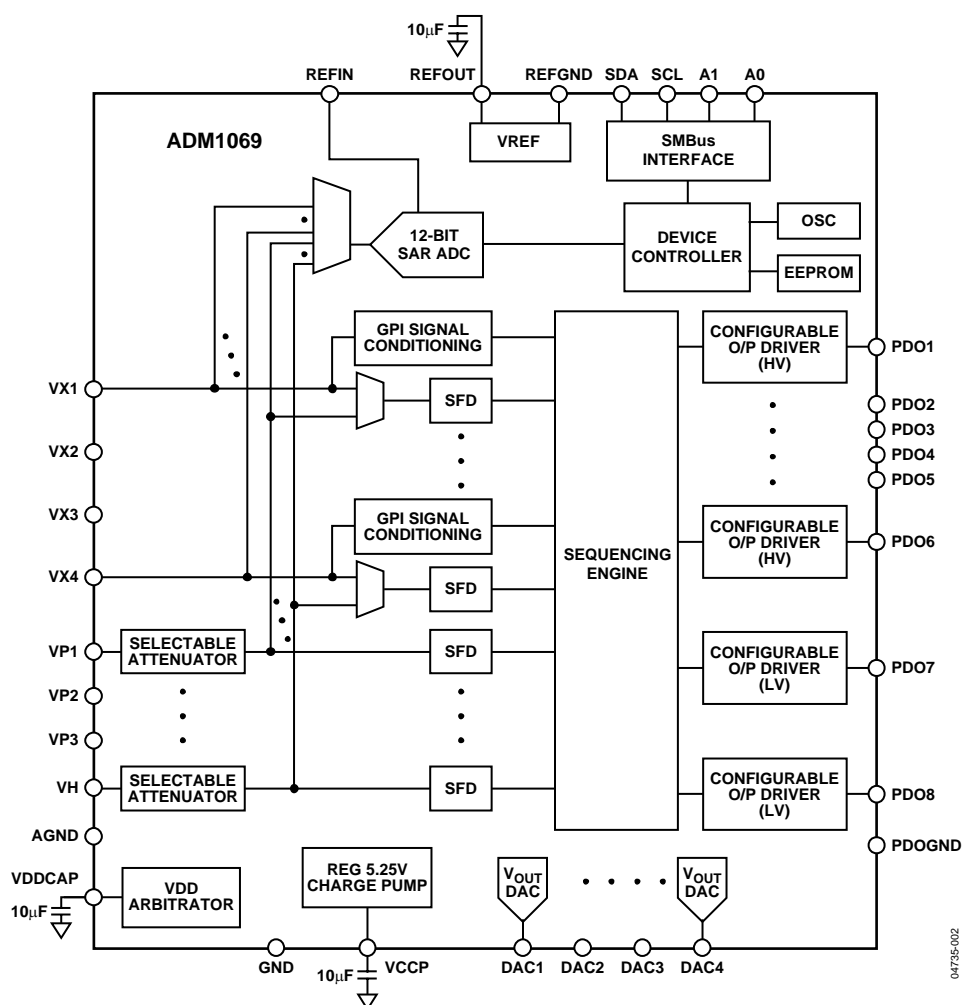 10μF
REFIN
REFOUT
REFGND
SDA
SCL
A1
A0
ADM1069
VREF
SMBus
INTERFACE
12-BIT
SAR ADC
DEVICE
CONTROLLER
OSC
EEPROM
GPI SIGNAL
CONDITIONING
CONFIGURABLE
O/P DRIVER
(HV)
PDO1
VX1
SFD
PDO2
PDO3
VX2
PDO4
PDO5
VX3
GPI SIGNAL
CONDITIONING
SEQUENCING
ENGINE
CONFIGURABLE
O/P DRIVER
(HV)
PDO6
VX4
SFD
VP1
SELECTABLE
ATTENUATOR
SFD
CONFIGURABLE
O/P DRIVER
(LV)
PDO7
VP2
VP3
VH
SELECTABLE
ATTENUATOR
SFD
CONFIGURABLE
O/P DRIVER
(LV)
PDO8
AGND
PDOGND
VDDCAP
10μF
VDD
ARBITRATOR
REG 5.25V
CHARGE PUMP
VOUT
DAC
VOUT
DAC
GND
10μF
VCCP
DAC1
DAC2
DAC3
DAC4
04735-002